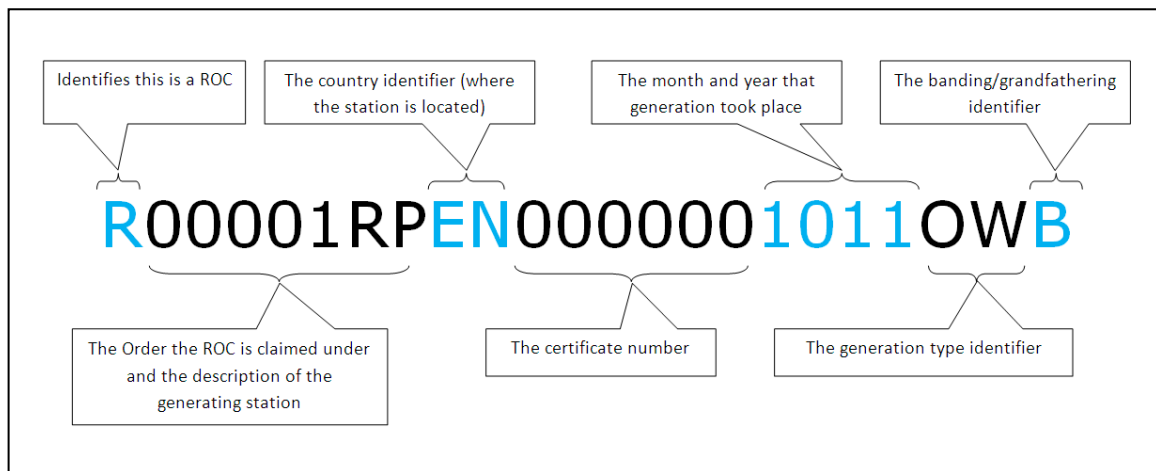 Identifies this is a ROC
The country identifier (where
the station is located)
The month and year that
generation took place
The banding/grandfathering
identifier
R00001RPEN0000001011OWB
The Order the ROC is claimed under
and the description of the
generating station
The certificate number
The generation type identifier